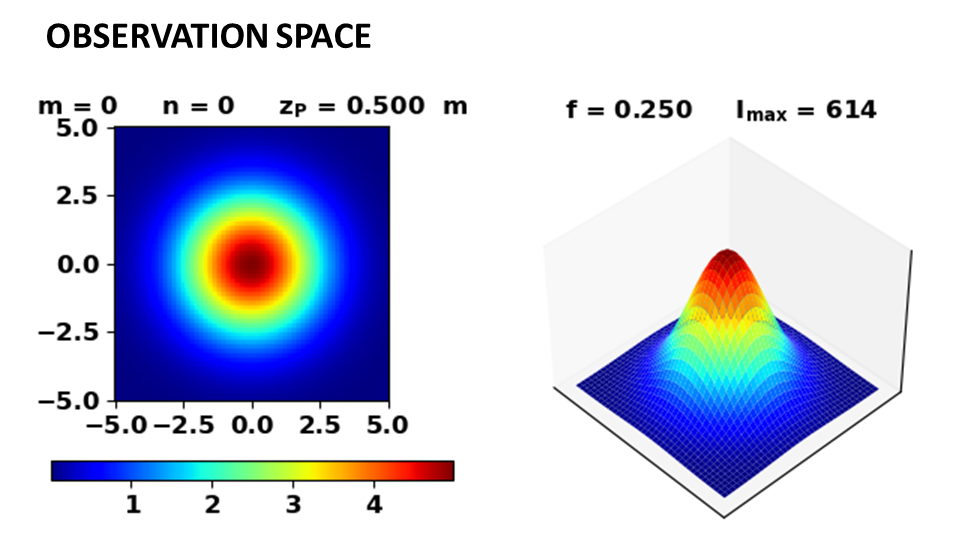 OBSERVATION SPACE
m = 0 n = 0 zP = 0.500 m
f = 0.250 Imax = 614
5.0
2.5
0.0
−2.5
−5.0
−5.0 −2.5 0.0 2.5 5.0
1 2 3 4